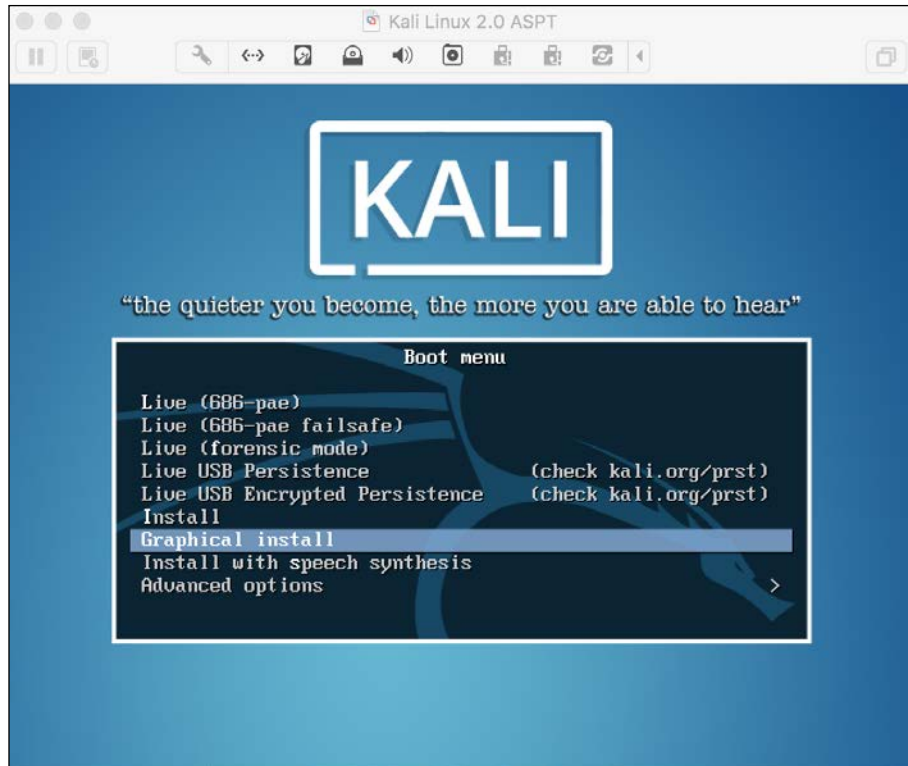 Kali Linux 2.0 ASPT
KALI
“the quieter you become, the more you are able to hear”
Boot menu
Live (686-pae)
Live (686-pae failsafe)
Live (forensic mode)
Live USB Persistence (check kali.org/prst)
Live USB Encrypted Persistence (check kali.org/prst)
Install
Graphical install
Install with speech synthesis
Advanced options >